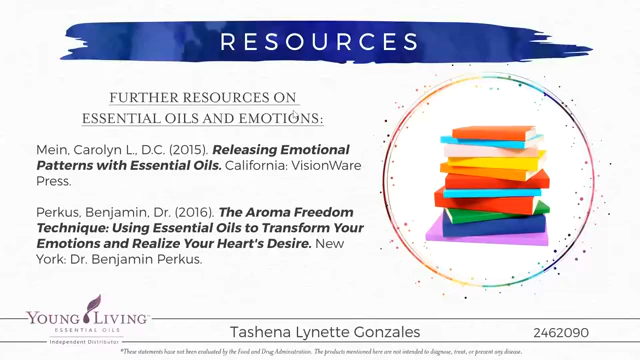 RESOURCES
FURTHER RESOURCES ON
ESSENTIAL OILS AND EMOTIONS:
Mein, Carolyn L., D.C. (2015). Releasing Emotional
Patterns with Essential Oils. California: VisionWare
Press.
Perkus, Benjamin, Dr. (2016). The Aroma Freedom
Technique: Using Essential Oils to Transform Your
Emotions and Realize Your Heart's Desire. New
York: Dr. Benjamin Perkus.
YOUNG LIVING
ESSENTIAL OILS
Independent Distributor
Tashena Lynette Gonzales
2462090
*These statements have not been evaluated by the Food and Drug Administration. The products mentioned here are not intended to diagnose, treat, or prevent any disease.